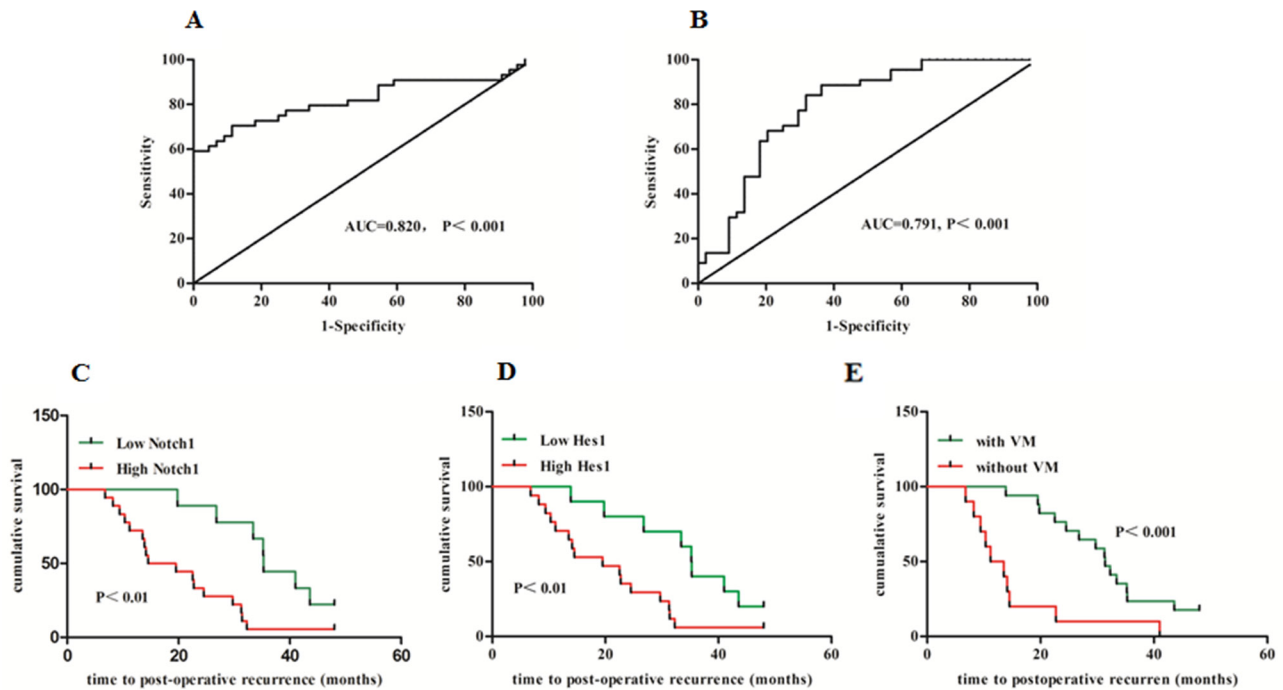 A
B
100
80
60
40
20
0
Sensitivity
AUC=0.820, P< 0.001
0 20 40 60 80 100
1-Specificity
100
80
60
40
20
0
Sensitivity
AUC=0.791, P< 0.001
0 20 40 60 80 100
1-Specificity
C
D
E
150
100
50
0
cumulative survival
Low Notch1
High Notch1
P< 0.01
0 20 40 60
time to post-operative recurrence (months)
150
100
50
0
cumulative survival
Low Hes1
High Hes1
P< 0.01
0 20 40 60
time to post-operative recurrence (months)
150
100
50
0
cumualative survival
with VM
without VM
P< 0.001
0 20 40 60
time to postoperative recurren (months)